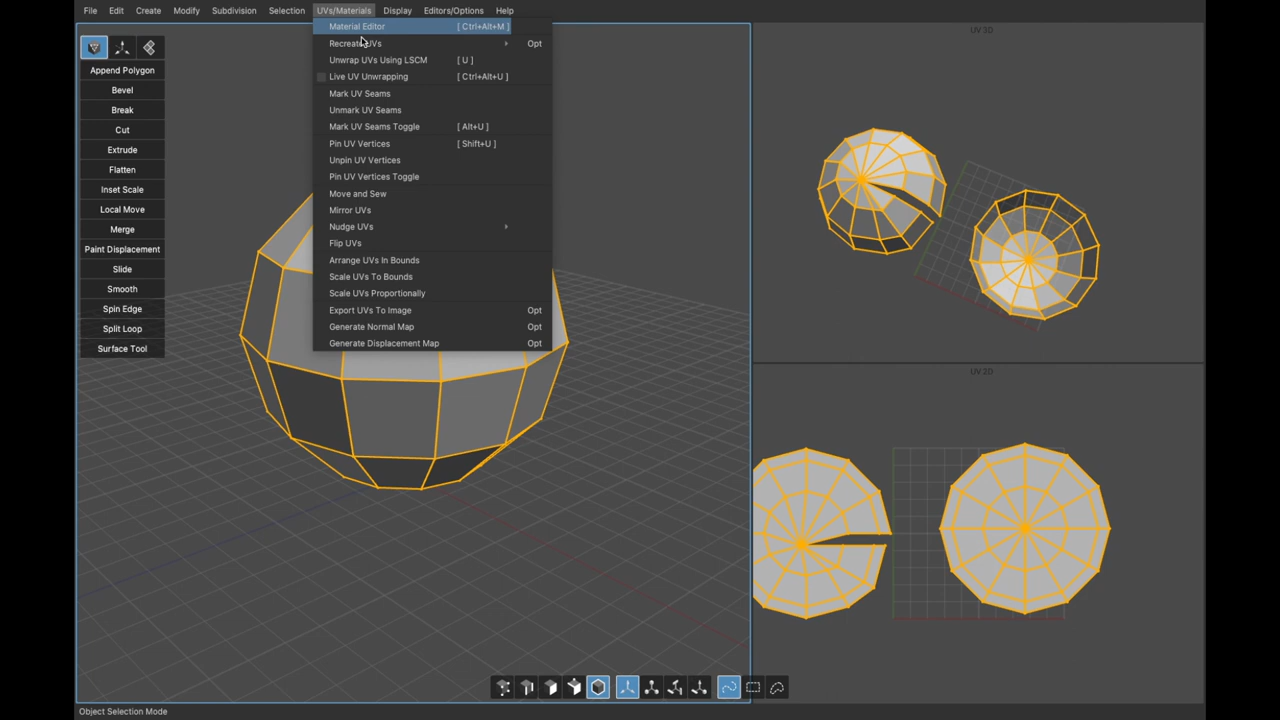 File Edit Create Modify Subdivision Selection UVs/Materials Display Editors/Options Help
Material Editor [ Ctrl+Alt+M ]
Recreate UVs Opt
Unwrap UVs Using LSCM [ U ]
Live UV Unwrapping [ Ctrl+Alt+U ]
Mark UV Seams
Unmark UV Seams
Mark UV Seams Toggle [ Alt+U ]
Pin UV Vertices [ Shift+U ]
Unpin UV Vertices
Pin UV Vertices Toggle
Move and Sew
Mirror UVs
Nudge UVs
Flip UVs
Arrange UVs In Bounds
Scale UVs To Bounds
Scale UVs Proportionally
Export UVs To Image Opt
Generate Normal Map Opt
Generate Displacement Map Opt
Append Polygon
Bevel
Break
Cut
Extrude
Flatten
Inset Scale
Local Move
Merge
Paint Displacement
Slide
Smooth
Spin Edge
Split Loop
Surface Tool
UV 3D
UV 2D
Object Selection Mode